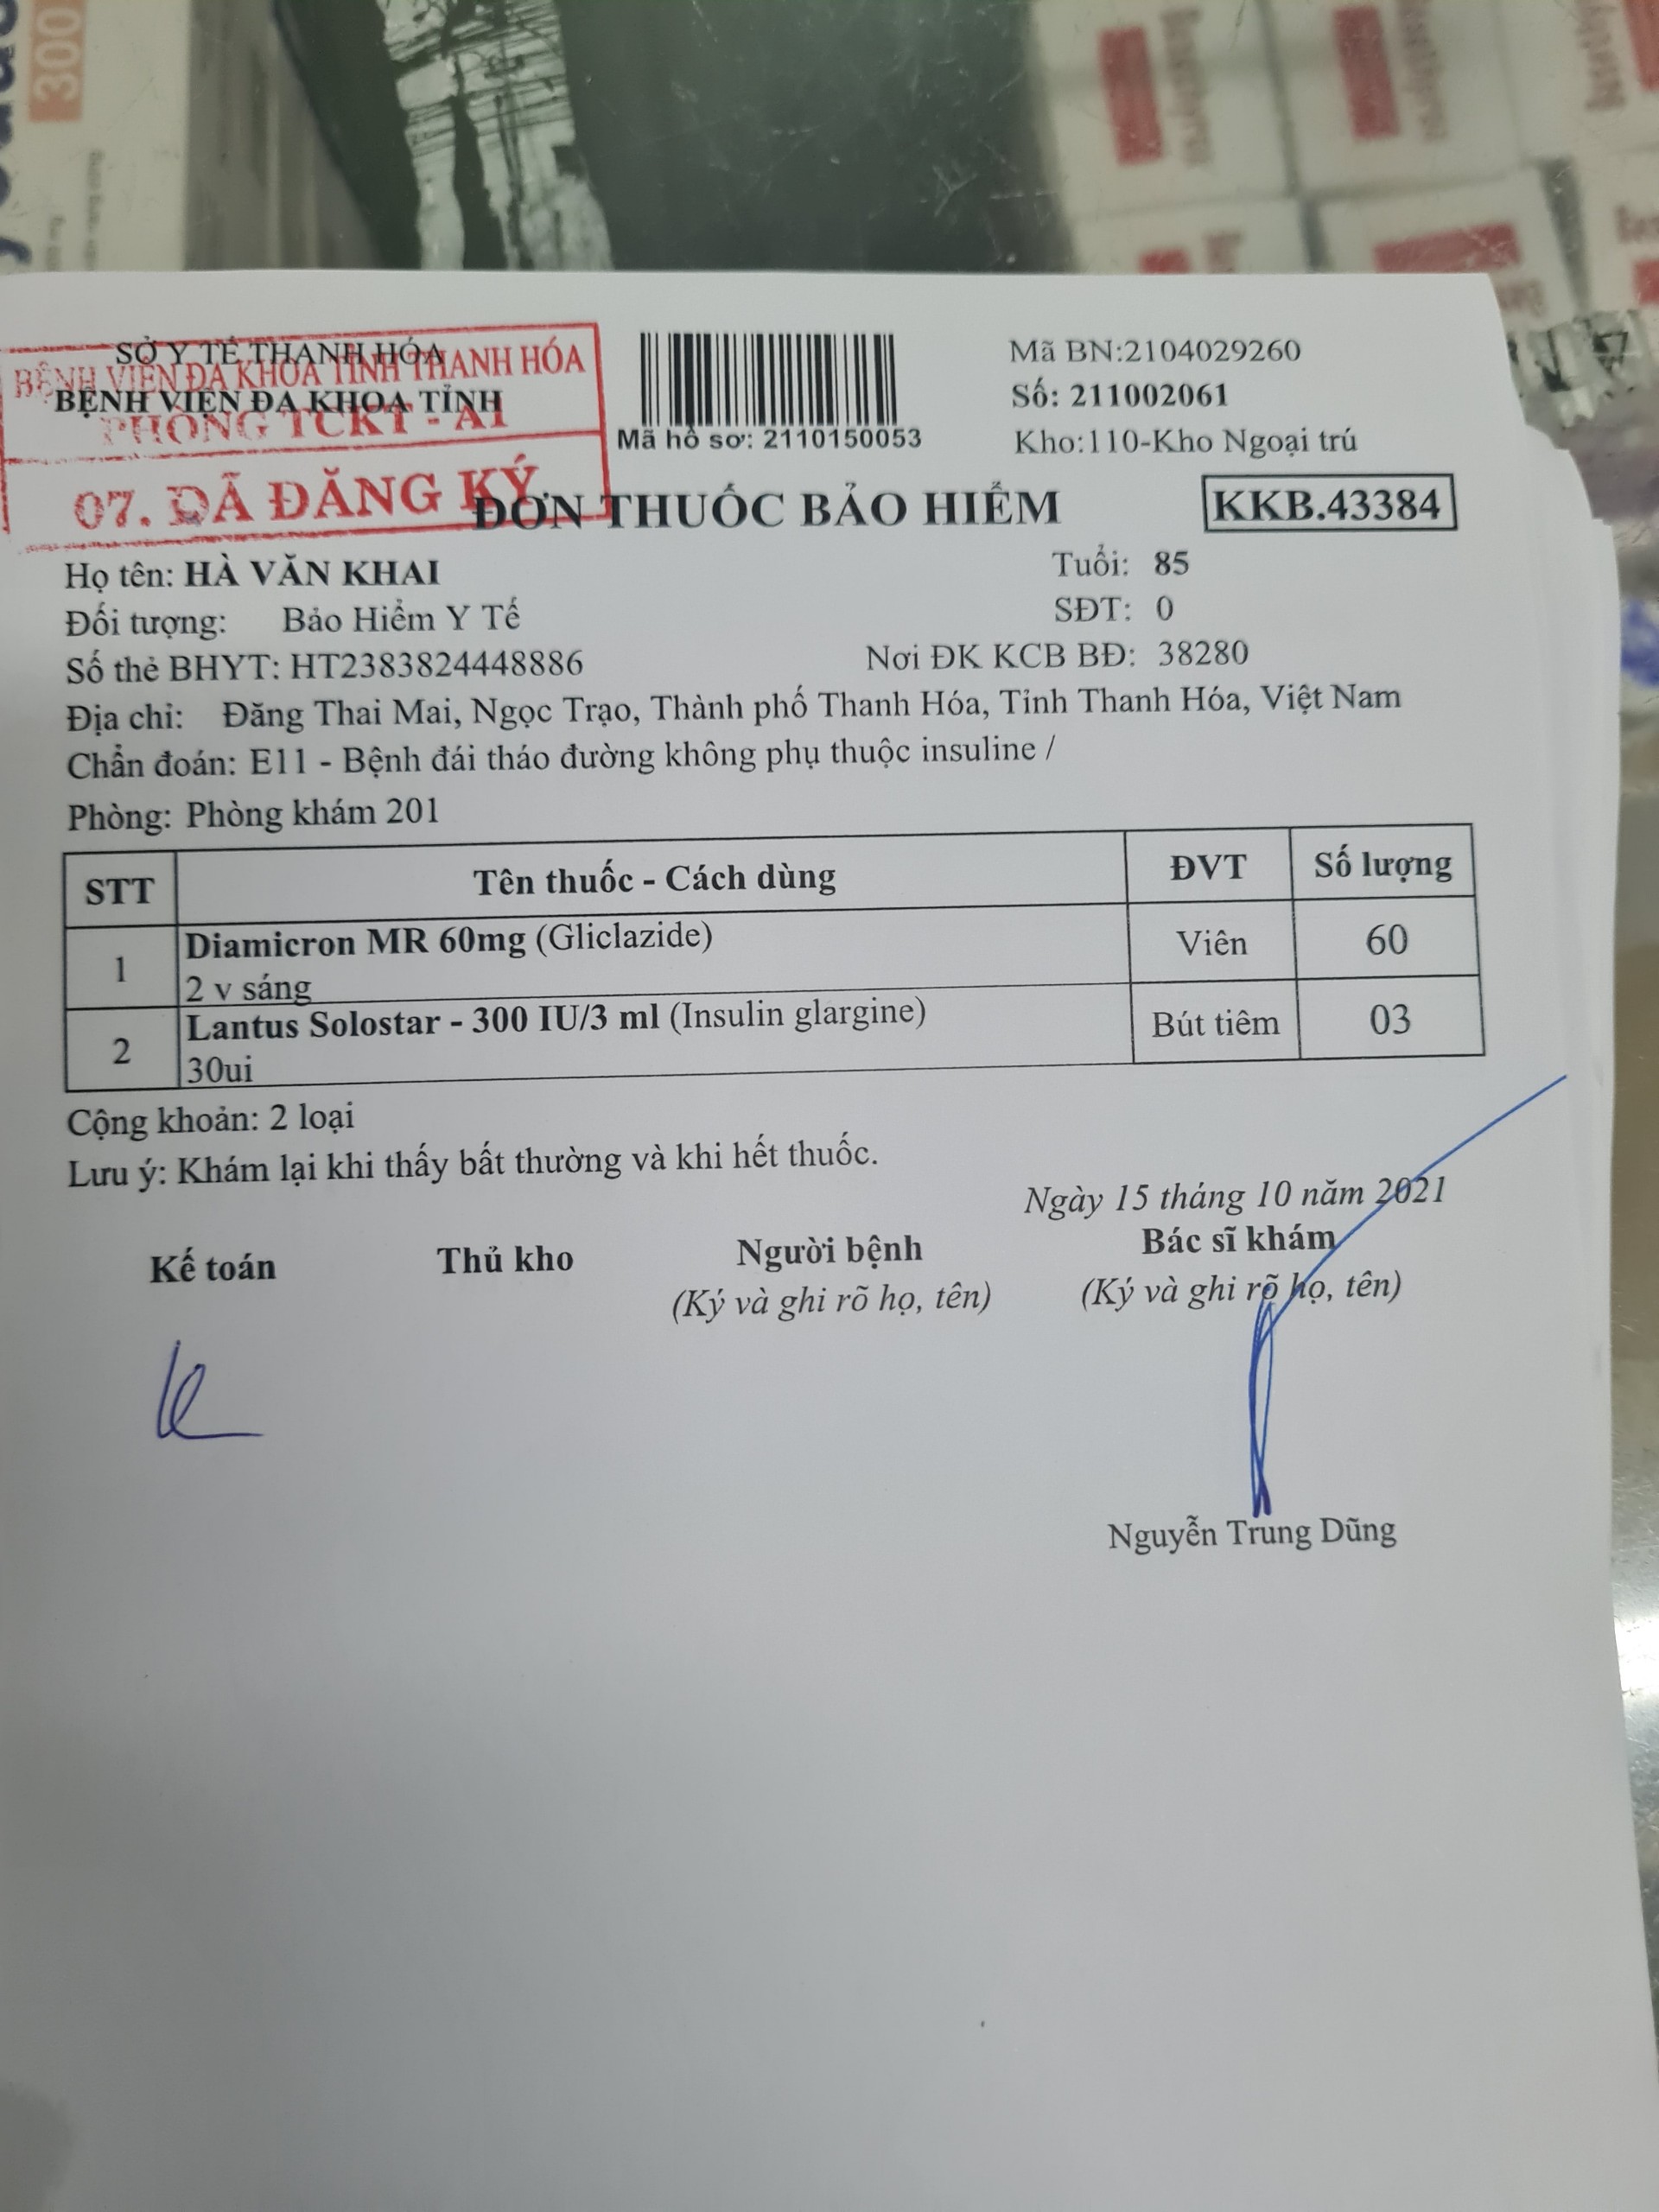 300
SỞ Y TẾ THANH HÓA
BỆNH VIỆN ĐA KHOA TỈNH THANH HÓA
BỆNH VIỆN ĐA KHOA TỈNH
PHÒNG TCKT - A1
07. ĐÃ ĐĂNG KÝ
Mã hồ sơ: 2110150053
Mã BN:2104029260
Số: 211002061
Kho:110-Kho Ngoại trú
ĐƠN THUỐC BẢO HIỂM
KKB.43384
Họ tên: HÀ VĂN KHAI Tuổi: 85
Đối tượng: Bảo Hiểm Y Tế SĐT: 0
Số thẻ BHYT: HT2383824448886 Nơi ĐK KCB BĐ: 38280
Địa chỉ: Đăng Thai Mai, Ngọc Trạo, Thành phố Thanh Hóa, Tỉnh Thanh Hóa, Việt Nam
Chẩn đoán: E11 - Bệnh đái tháo đường không phụ thuộc insuline /
Phòng: Phòng khám 201
STT Tên thuốc - Cách dùng ĐVT Số lượng
1 Diamicron MR 60mg (Gliclazide) Viên 60
2 v sáng
2 Lantus Solostar - 300 IU/3 ml (Insulin glargine) Bút tiêm 03
30ui
Cộng khoản: 2 loại
Lưu ý: Khám lại khi thấy bất thường và khi hết thuốc.
Ngày 15 tháng 10 năm 2021
Kế toán Thủ kho Người bệnh Bác sĩ khám
(Ký và ghi rõ họ, tên) (Ký và ghi rõ họ, tên)
Nguyễn Trung Dũng